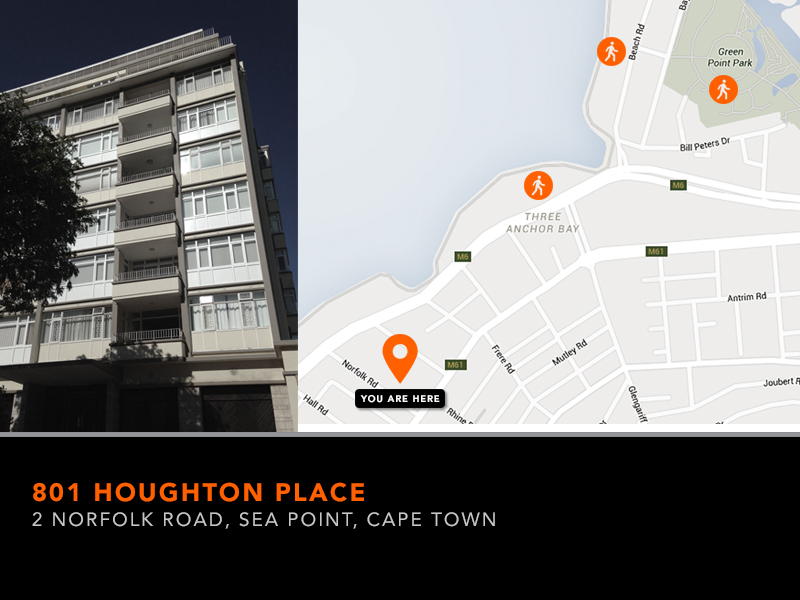 Beach Rd
Green
Point Park
Bill Peters Dr
M6
THREE
ANCHOR BAY
M61
M6
Antrim Rd
M61
Norfolk Rd
Frere Rd
Mutley Rd
Joubert R
YOU ARE HERE
Hall Rd
Rhine
Glengariff
801 HOUGHTON PLACE
2 NORFOLK ROAD, SEA POINT, CAPE TOWN